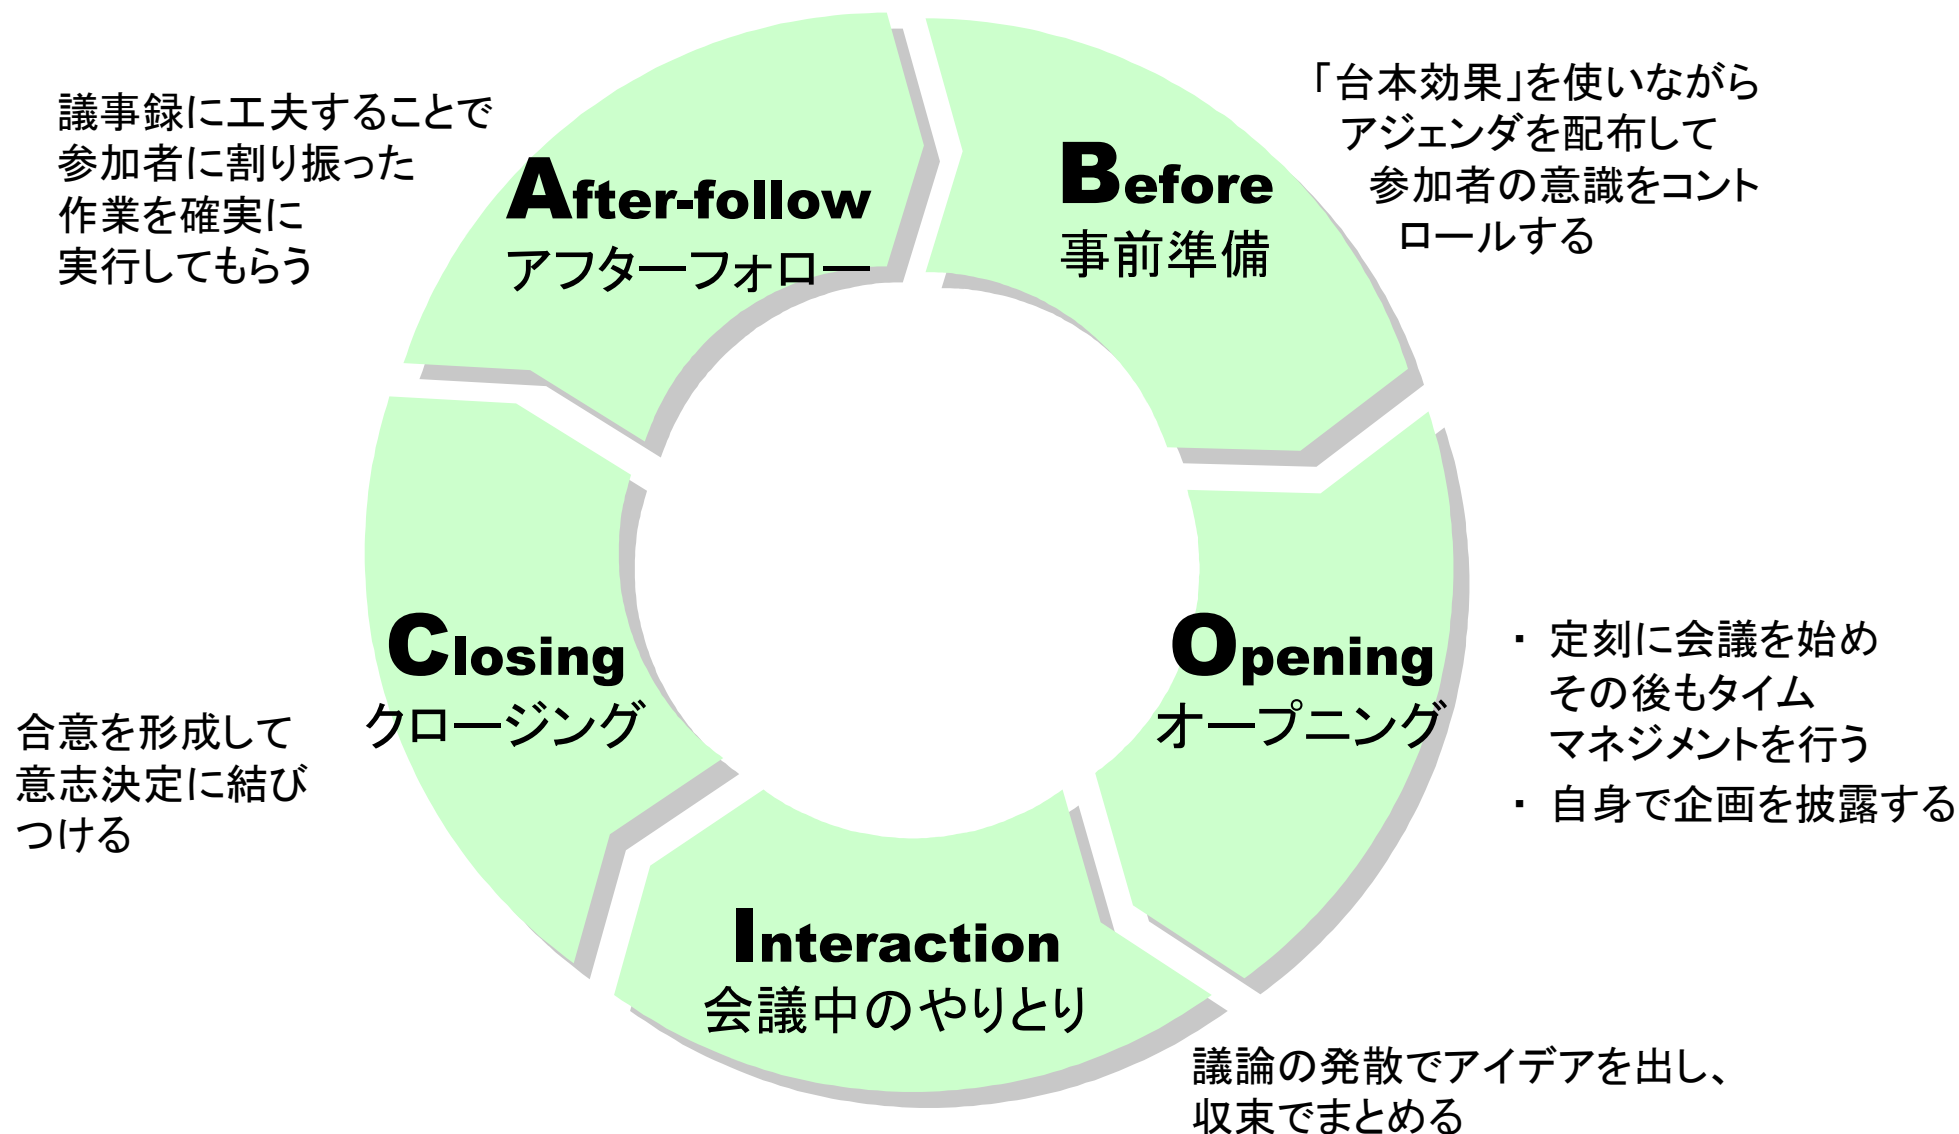 「台本効果」を使いながら
アジェンダを配布して
参加者の意識をコント
ロールする
Before
事前準備
Opening
オープニング
・ 定刻に会議を始め
その後もタイム
マネジメントを行う
・ 自身で企画を披露する
Interaction
会議中のやりとり
議論の発散でアイデアを出し、
収束でまとめる
Closing
クロージング
合意を形成して
意志決定に結び
つける
After-follow
アフターフォロー
議事録に工夫することで
参加者に割り振った
作業を確実に
実行してもらう